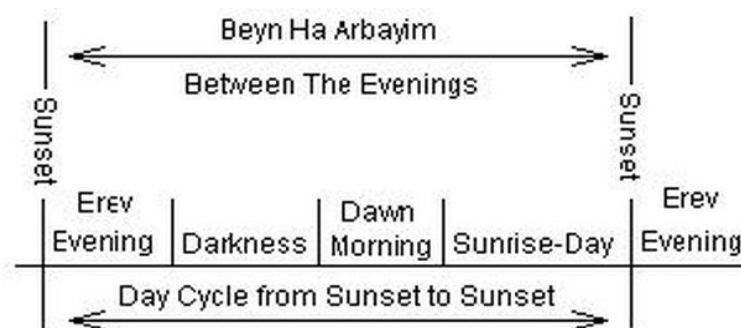 Beyn Ha Arbayim
Between The Evenings
Sunset
Sunset
Erev
Evening
Darkness
Dawn
Morning
Sunrise-Day
Erev
Evening
Day Cycle from Sunset to Sunset